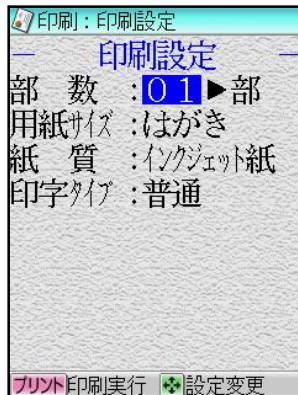 印刷：印刷設定
― 印刷設定 ―
部 数 :０１▶部
用紙ｻｲｽﾞ:はがき
紙 質 :ｲﾝｸｼﾞｪｯﾄ紙
印字ﾀｲﾌﾟ:普通
プリント印刷実行 設定変更